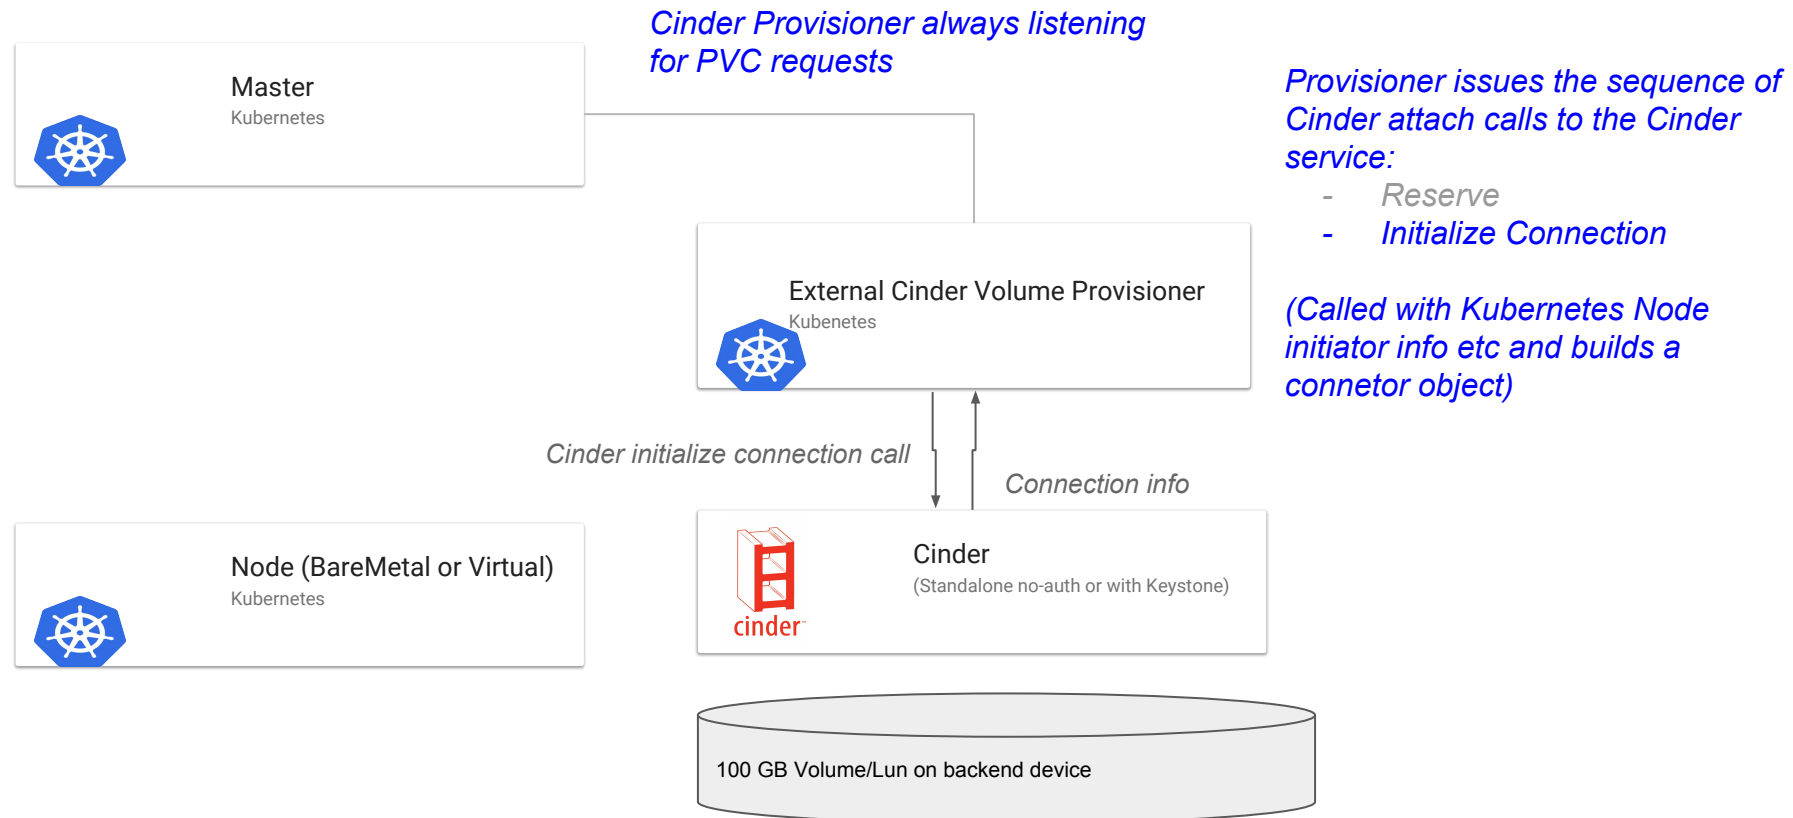 Cinder Provisioner always listening
for PVC requests
Master
Kubernetes
Provisioner issues the sequence of
Cinder attach calls to the Cinder
service:
- Reserve
- Initialize Connection
(Called with Kubernetes Node
initiator info etc and builds a
connetor object)
External Cinder Volume Provisioner
Kubenetes
Cinder initialize connection call
Connection info
Node (BareMetal or Virtual)
Kubernetes
cinder
Cinder
(Standalone no-auth or with Keystone)
100 GB Volume/Lun on backend device